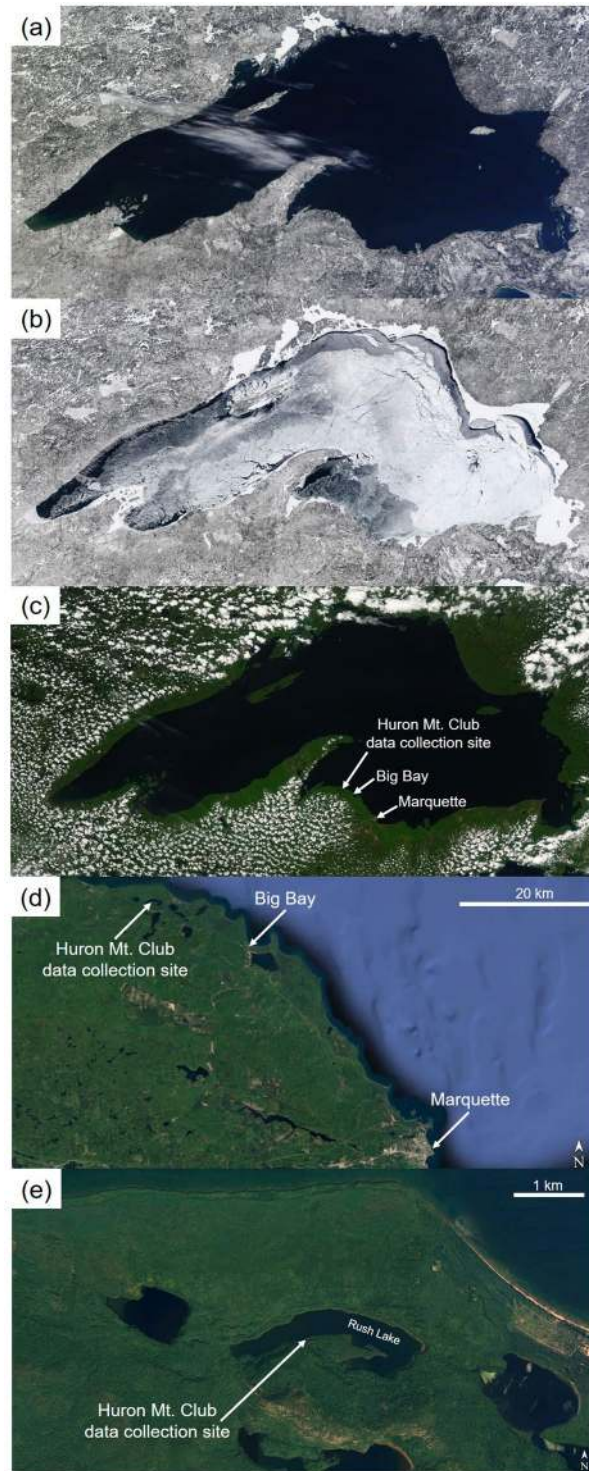 (a)
(b)
(c)
Huron Mt. Club
data collection site
Big Bay
Marquette
(d)
Big Bay
20 km
Huron Mt. Club
data collection site
Marquette
N
(e)
1 km
Rush Lake
Huron Mt. Club
data collection site
N